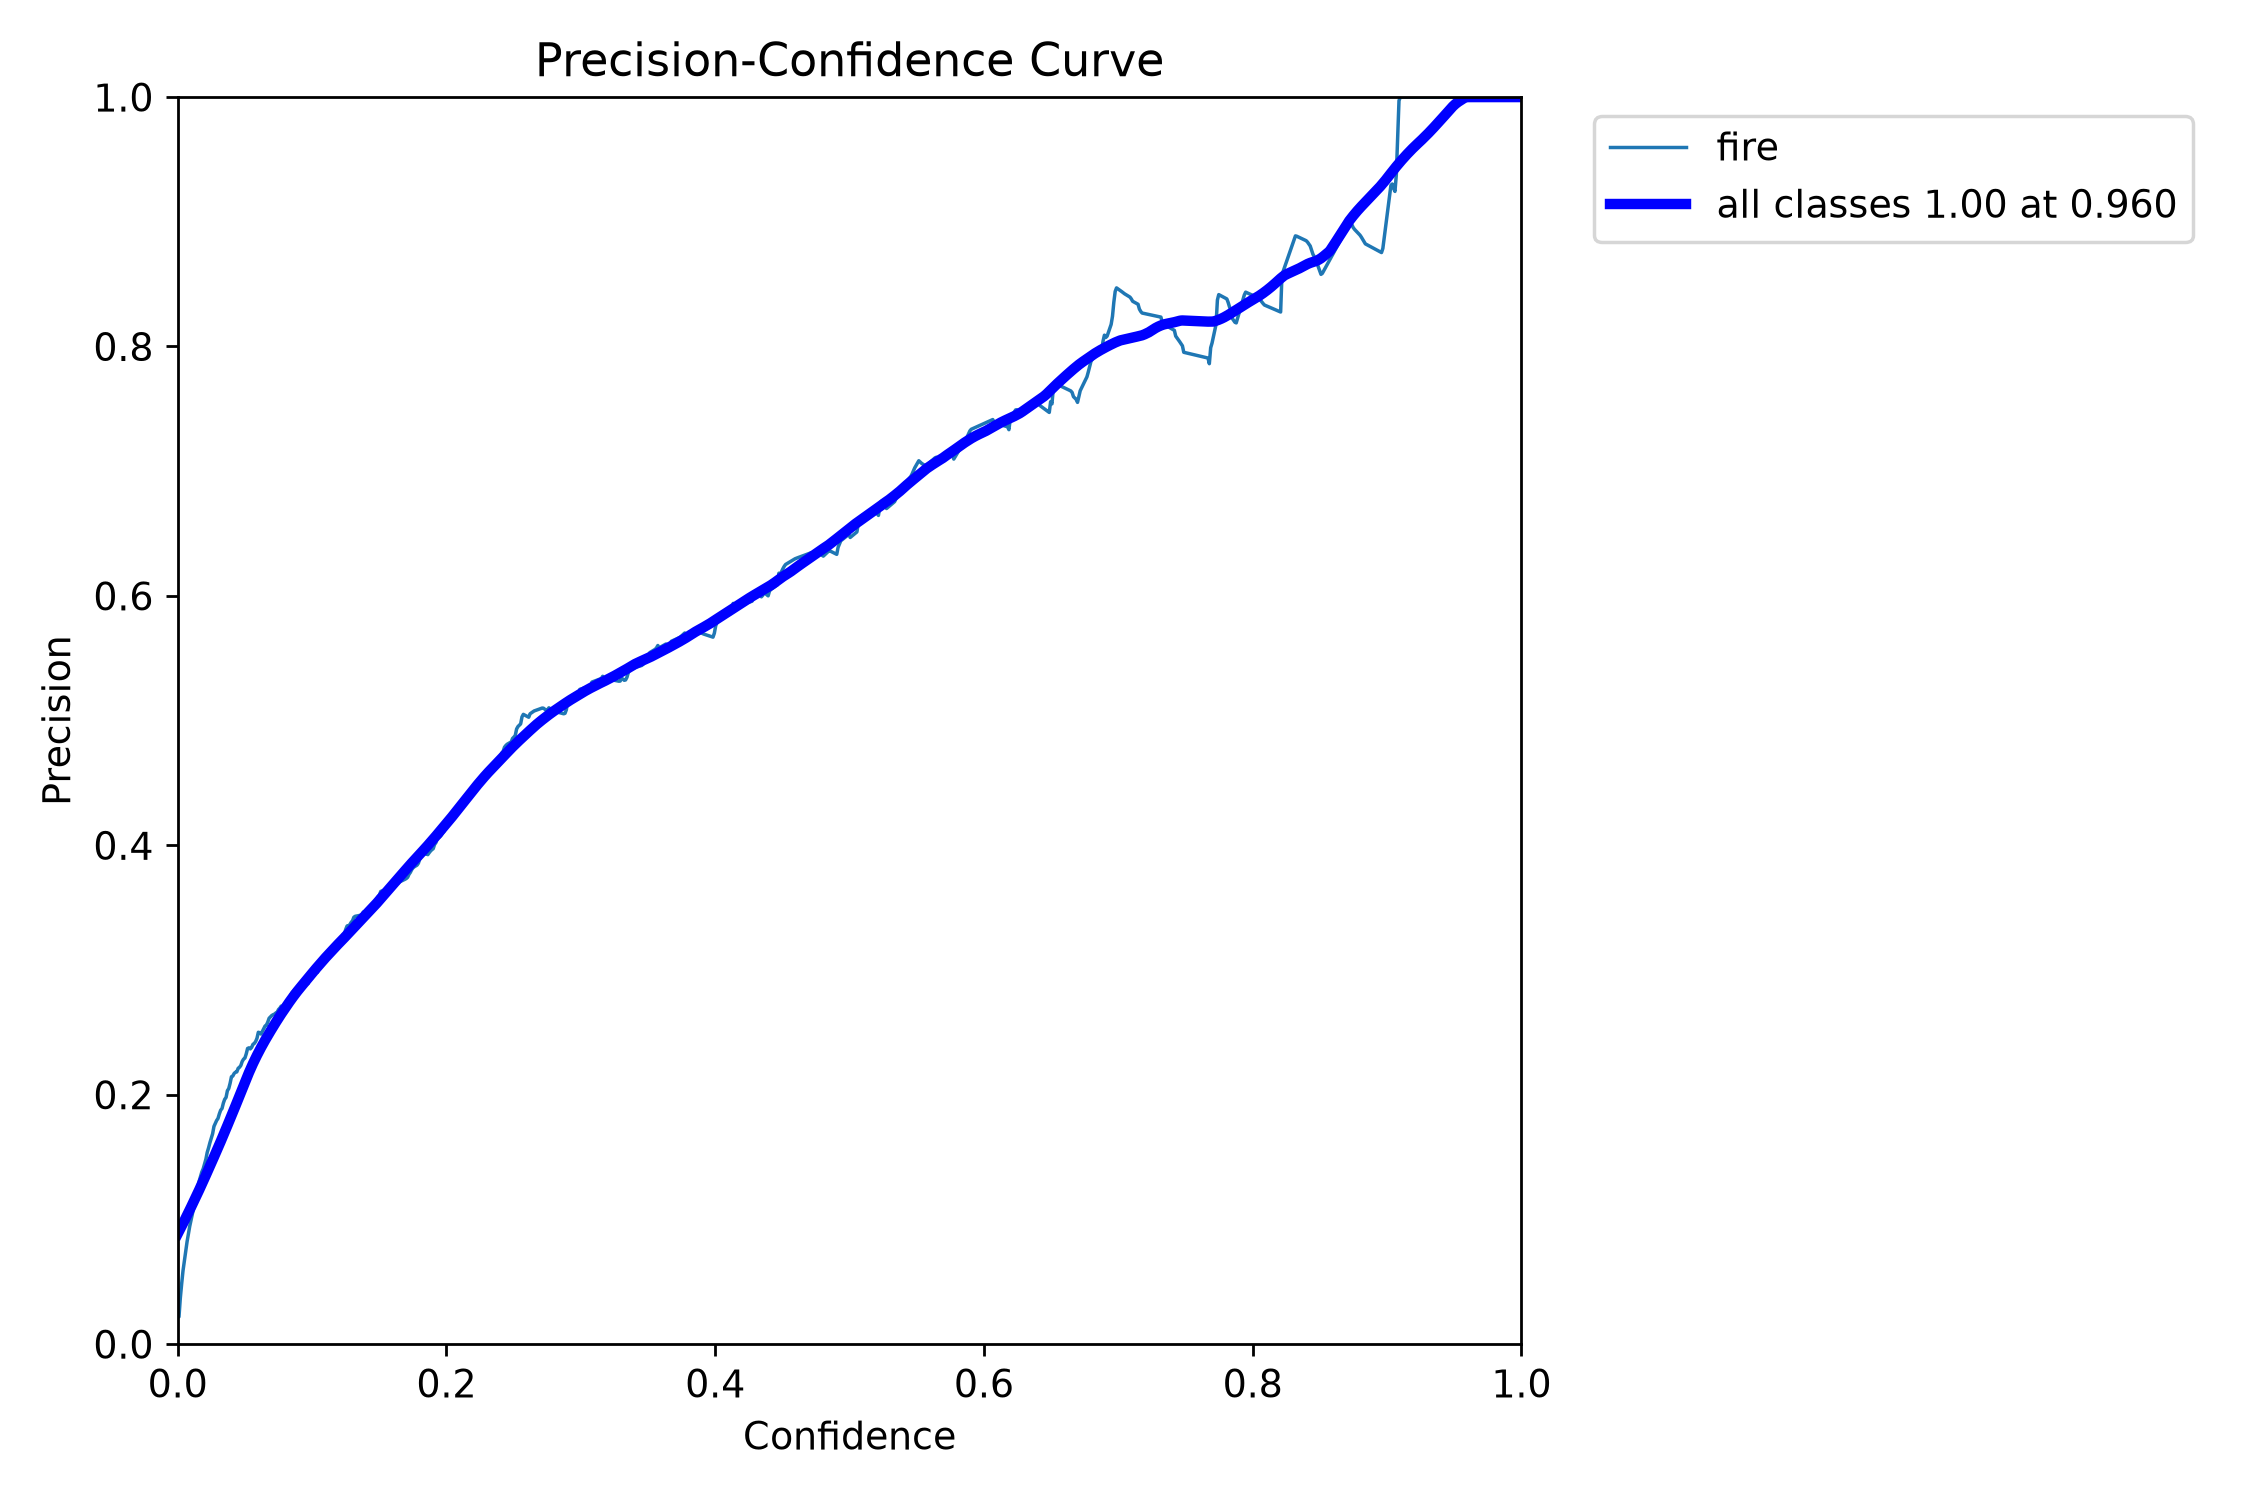 Precision-Confidence Curve
1.0
0.8
0.6
0.4
0.2
0.0
Precision
0.0 0.2 0.4 0.6 0.8 1.0
Confidence
fire
all classes 1.00 at 0.960